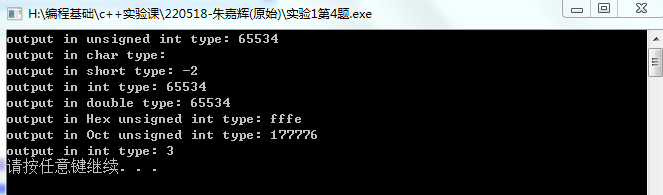 H:\编程基础\c++实验课\220518-朱嘉辉(原始)\实验1第4题.exe
output in unsigned int type: 65534
output in char type:
output in short type: -2
output in int type: 65534
output in double type: 65534
output in Hex unsigned int type: fffe
output in Oct unsigned int type: 177776
output in int type: 3
请按任意键继续. . .